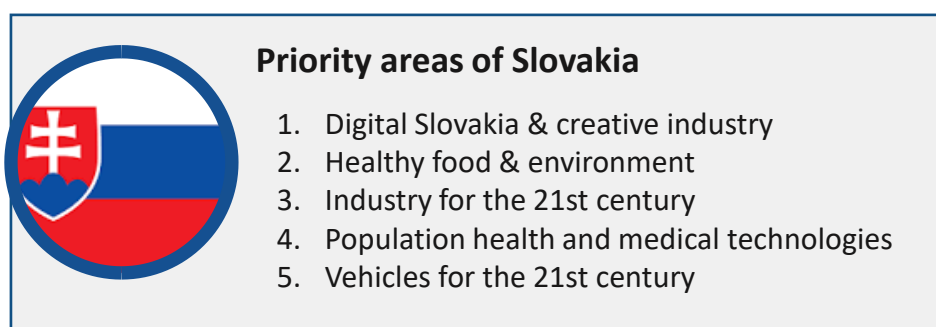 Priority areas of Slovakia
1. Digital Slovakia & creative industry
2. Healthy food & environment
3. Industry for the 21st century
4. Population health and medical technologies
5. Vehicles for the 21st century